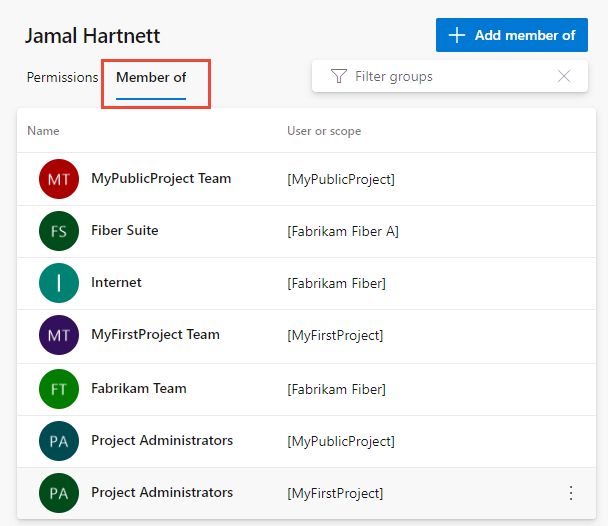 Jamal Hartnett
Add member of
Permissions Member of
Filter groups
Name User or scope
MT MyPublicProject Team [MyPublicProject]
FS Fiber Suite [Fabrikam Fiber A]
I Internet [Fabrikam Fiber]
MT MyFirstProject Team [MyFirstProject]
FT Fabrikam Team [Fabrikam Fiber]
PA Project Administrators [MyPublicProject]
PA Project Administrators [MyFirstProject]